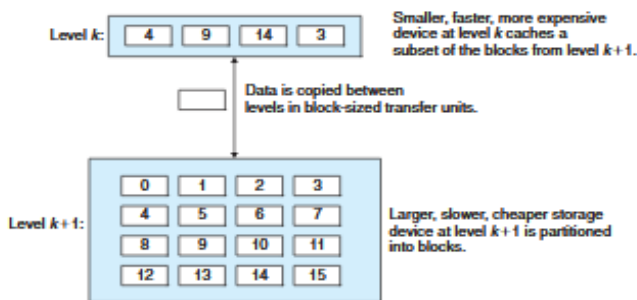 Level k:
4 9 14 3
Smaller, faster, more expensive
device at level k caches a
subset of the blocks from level k+1.
Data is copied between
levels in block-sized transfer units.
Level k+1:
0 1 2 3
4 5 6 7
8 9 10 11
12 13 14 15
Larger, slower, cheaper storage
device at level k+1 is partitioned
into blocks.